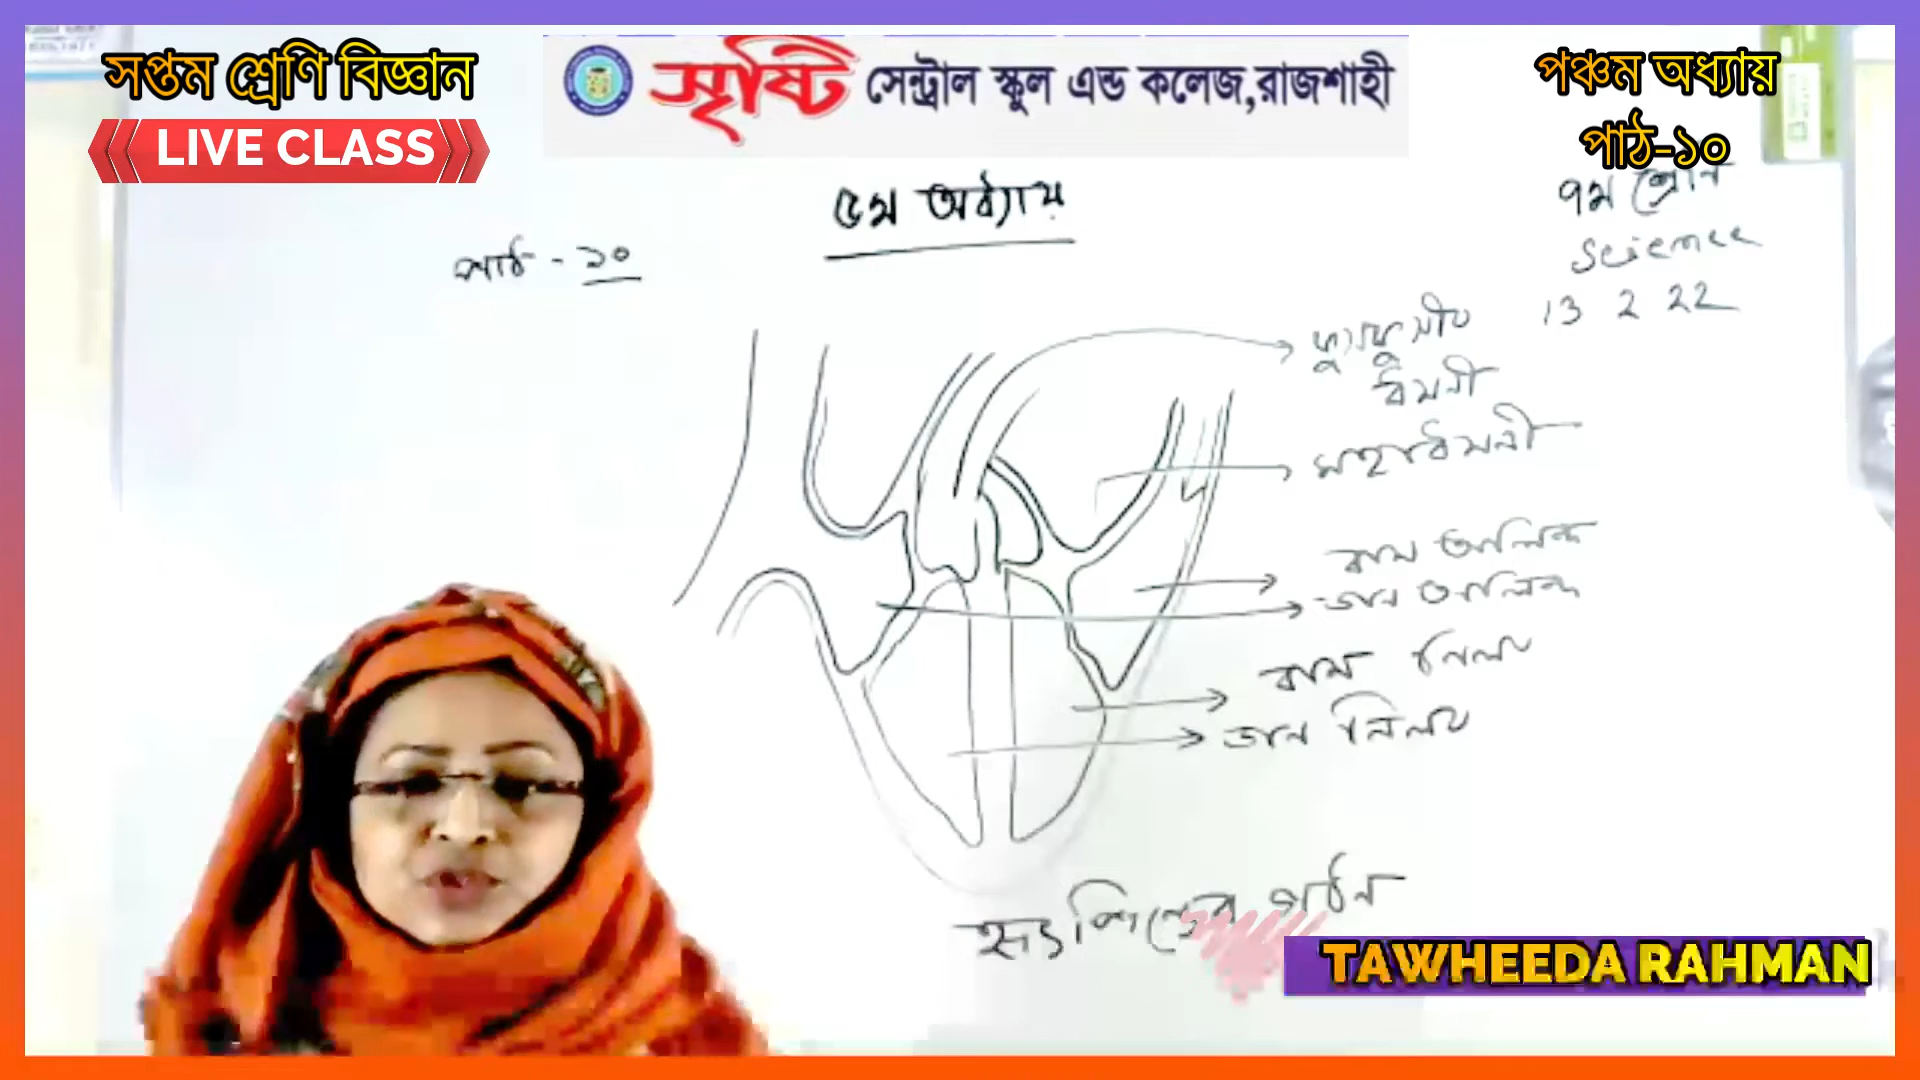 সপ্তম শ্রেণি বিজ্ঞান
LIVE CLASS
সৃষ্টি সেন্ট্রাল স্কুল এন্ড কলেজ,রাজশাহী
পঞ্চম অধ্যায়
পাঠ-১০
৫ম অধ্যায়
পাঠ - ১০
৭ম শ্রেণি
Science
13 2 22
ফুসফুসীয়
ধমনী
মহাধমনী
বাম অলিন্দ
ডান অলিন্দ
বাম নিলয়
ডান নিলয়
হৃৎপিন্ডের গঠন
TAWHEEDA RAHMAN